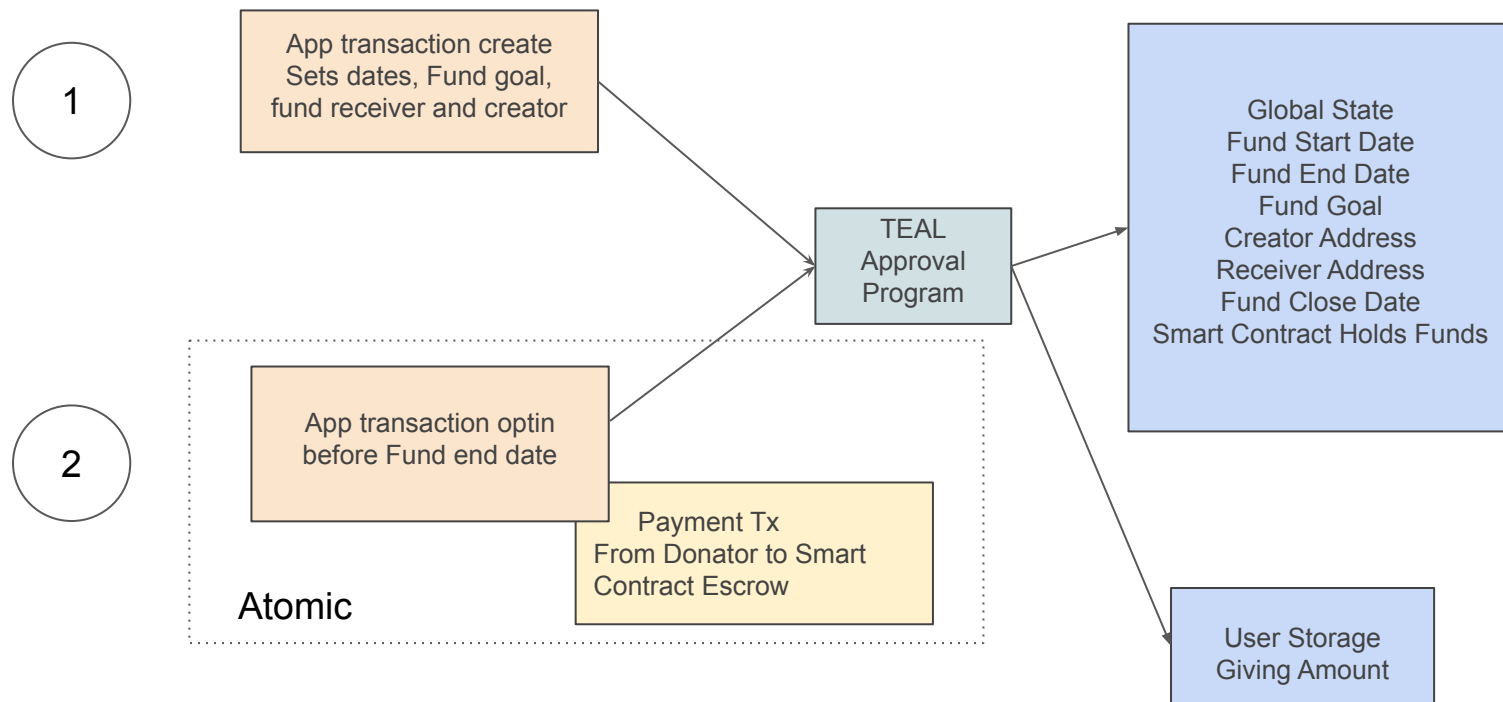 1
App transaction create
Sets dates, Fund goal,
fund receiver and creator
TEAL
Approval
Program
Global State
Fund Start Date
Fund End Date
Fund Goal
Creator Address
Receiver Address
Fund Close Date
Smart Contract Holds Funds
2
App transaction optin
before Fund end date
Payment Tx
From Donator to Smart
Contract Escrow
Atomic
User Storage
Giving Amount